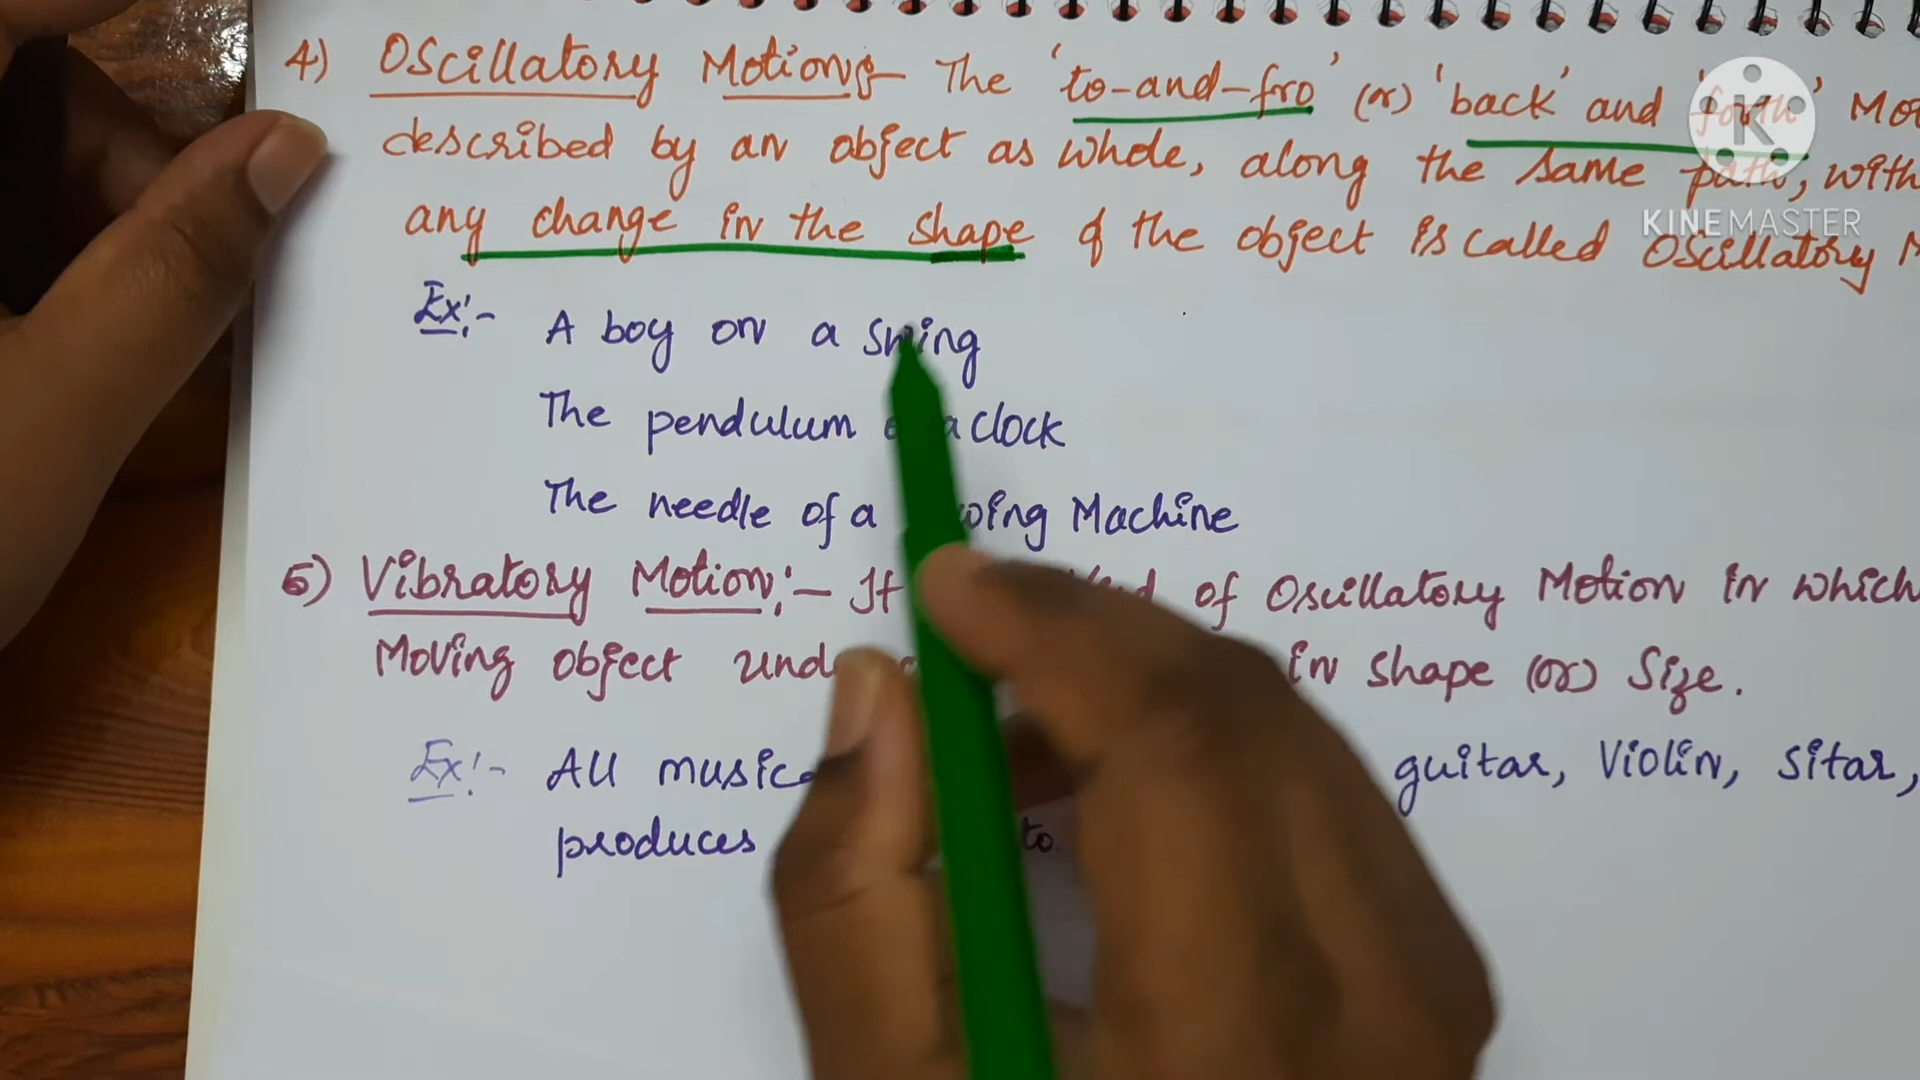 4) Oscillatory Motion:- The 'to-and-fro' (or) 'back' and 'forth'
described by an object as whole, along the same path,
any change in the shape of the object is called Oscillatory
Ex:- A boy on a swing
The pendulum a clock
The needle of a Machine
5) Vibratory Motion:- It of Oscillatory Motion in which
Moving object in shape (or) Size.
Ex:- All guitar, Violin, Sitar,
produces to
K
KINEMASTER